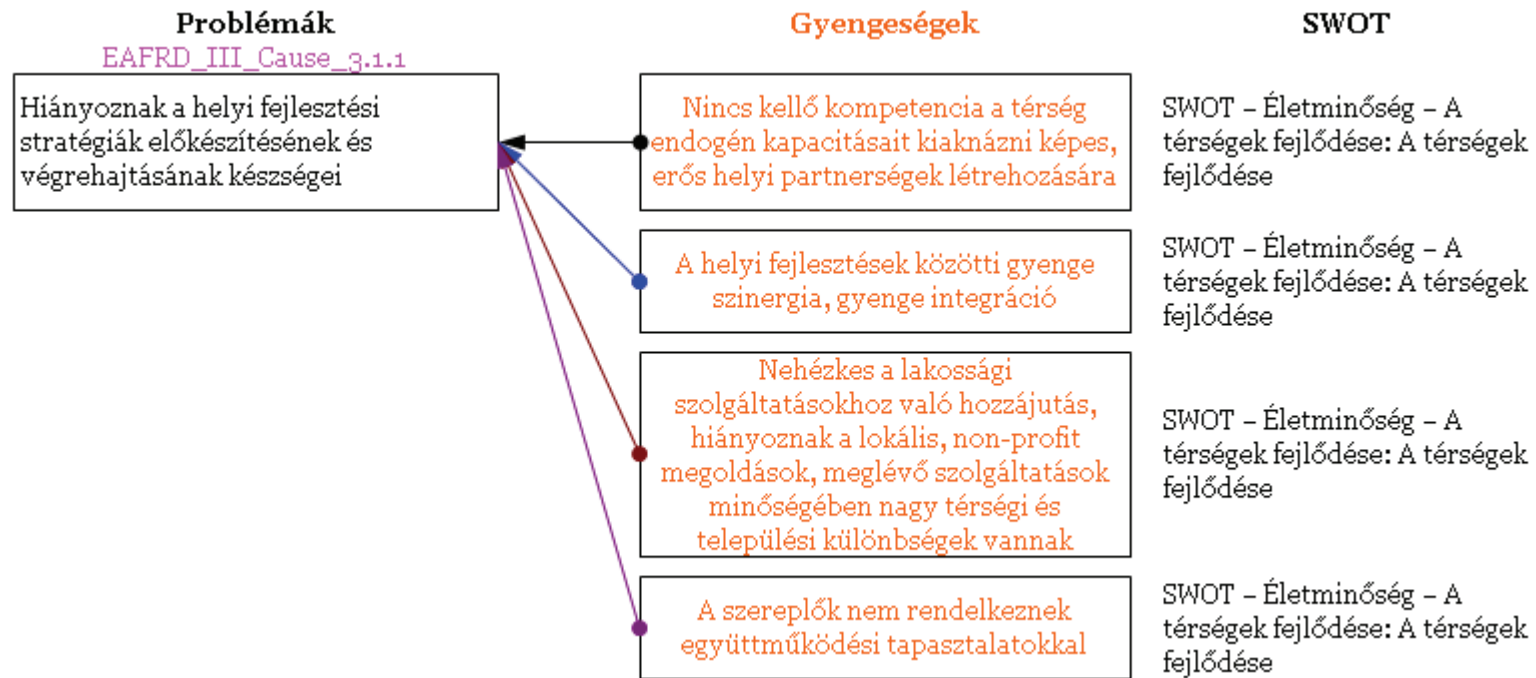 Problémák
EAFRD_III_Cause_3.1.1
Hiányoznak a helyi fejlesztési
stratégiák előkészítésének és
végrehajtásának készségei
Gyengeségek
SWOT
Nincs kellő kompetencia a térség
endogén kapacitásait kiaknázni képes,
erős helyi partnerségek létrehozására
SWOT – Életminőség – A
térségek fejlődése: A térségek
fejlődése
A helyi fejlesztések közötti gyenge
szinergia, gyenge integráció
SWOT – Életminőség – A
térségek fejlődése: A térségek
fejlődése
Nehézkes a lakossági
szolgáltatásokhoz való hozzájutás,
hiányoznak a lokális, non-profit
megoldások, meglévő szolgáltatások
minőségében nagy térségi és
települési különbségek vannak
SWOT – Életminőség – A
térségek fejlődése: A térségek
fejlődése
A szereplők nem rendelkeznek
együttműködési tapasztalatokkal
SWOT – Életminőség – A
térségek fejlődése: A térségek
fejlődése